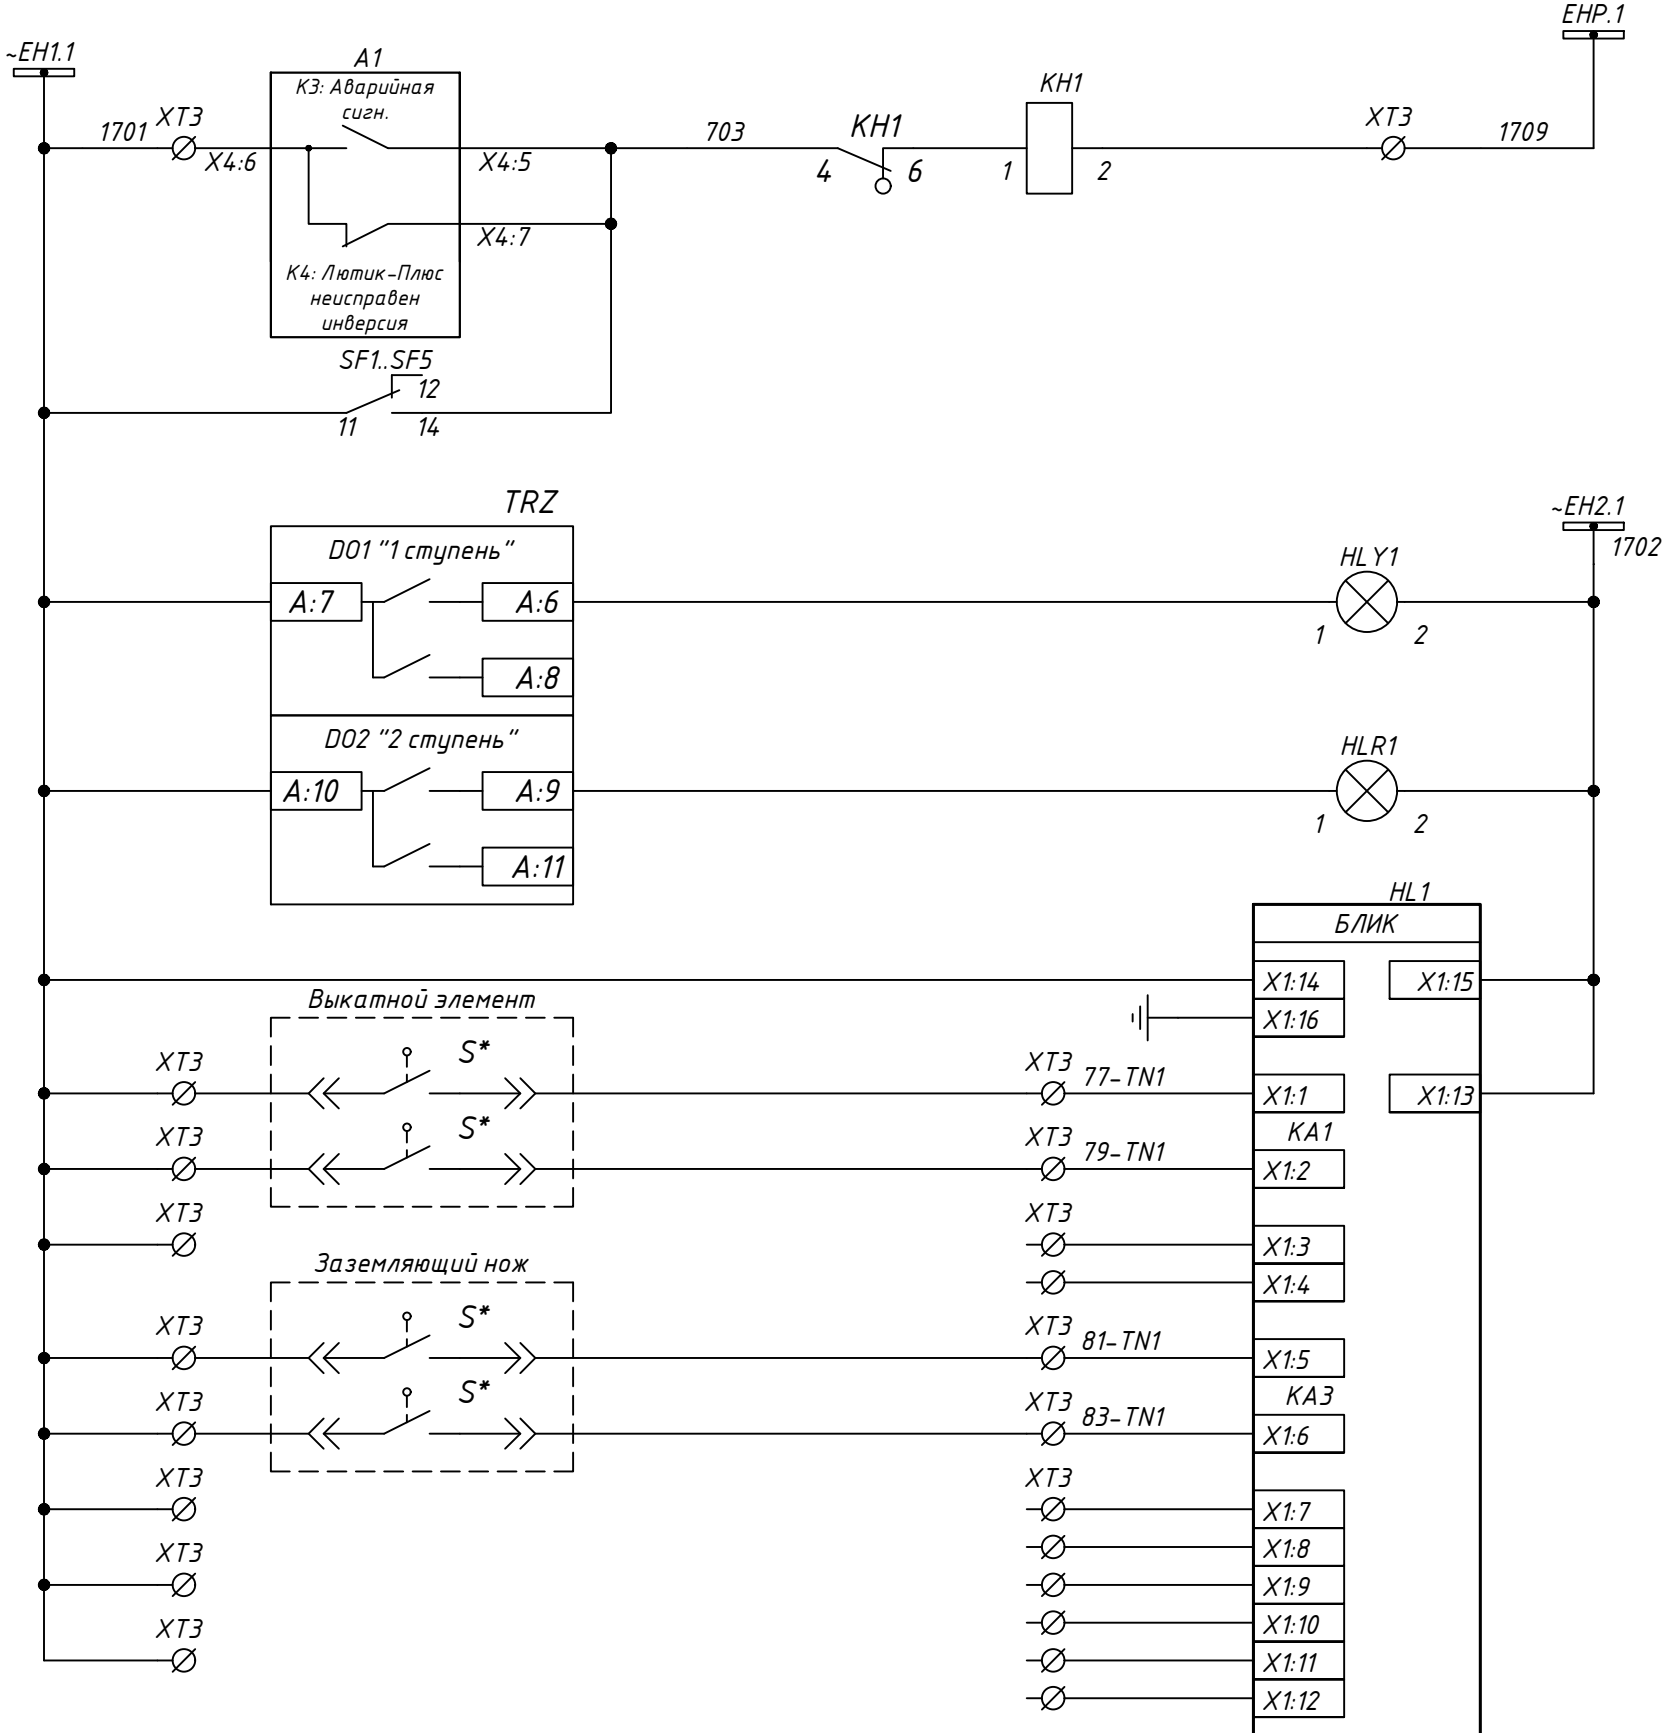 EHP.1
~EH1.1
A1
K3: Аварийная
сигн.
KH1
1701
XT3
X4:6
X4:5
703
KH1
4
6
1
2
XT3
1709
X4:7
K4: Лютик-Плюс
неисправен
инверсия
SF1..SF5
12
11
14
TRZ
~EH2.1
1702
DO1 "1 ступень"
HLY1
A:7
A:6
1
2
A:8
DO2 "2 ступень"
HLR1
A:10
A:9
1
2
A:11
HL1
БЛИК
X1:14
X1:15
Выкатной элемент
X1:16
XT3
S*
XT3
77-TN1
X1:1
X1:13
XT3
S*
XT3
79-TN1
KA1
X1:2
XT3
XT3
X1:3
Заземляющий нож
X1:4
XT3
S*
XT3
81-TN1
X1:5
XT3
S*
XT3
83-TN1
KA3
X1:6
XT3
XT3
X1:7
XT3
X1:8
X1:9
XT3
X1:10
X1:11
X1:12